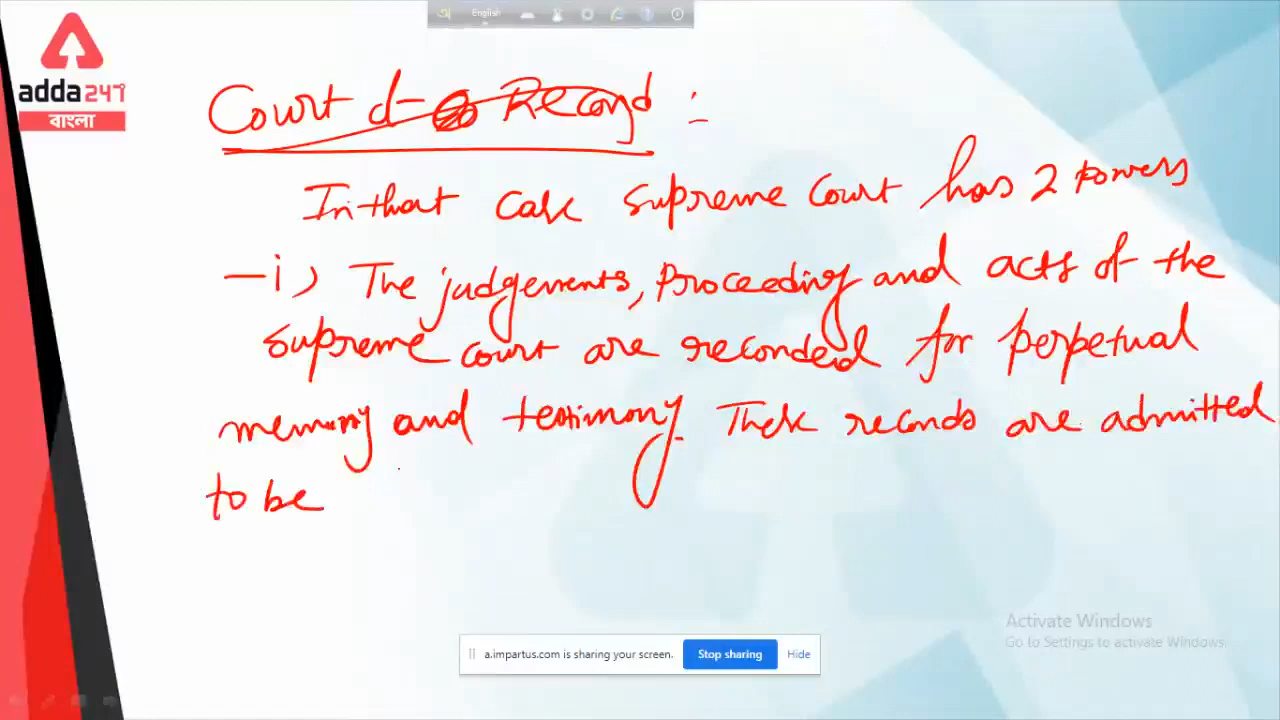 English
adda247
বাংলা
Court of Record :
In that case supreme court has 2 powers
- i) The judgements, proceeding and acts of the
supreme court are recorded for perpetual
memory and testimony. These records are admitted
to be
Activate Windows
Go to Settings to activate Windows.
a.impartus.com is sharing your screen. Stop sharing Hide